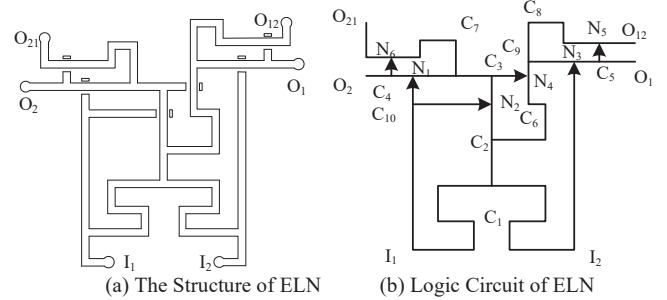 O21
O12
O2
O1
I1
I2
(a) The Structure of ELN
O21
C7
C8
N5
O12
N6
C9
N3
N1
C3
O2
C4
N4
C5
O1
C10
N2
C6
C2
C1
I1
I2
(b) Logic Circuit of ELN